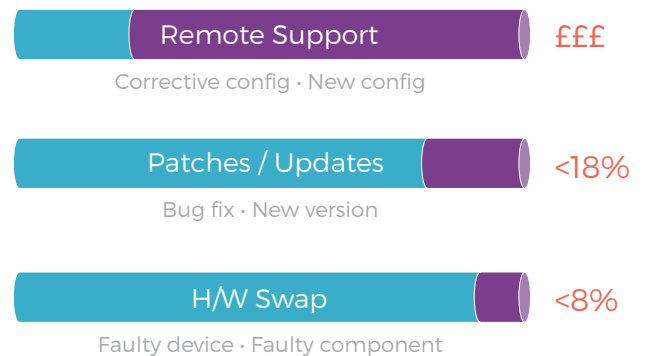 Remote Support
£££
Corrective config · New config
Patches / Updates
<18%
Bug fix · New version
H/W Swap
<8%
Faulty device · Faulty component